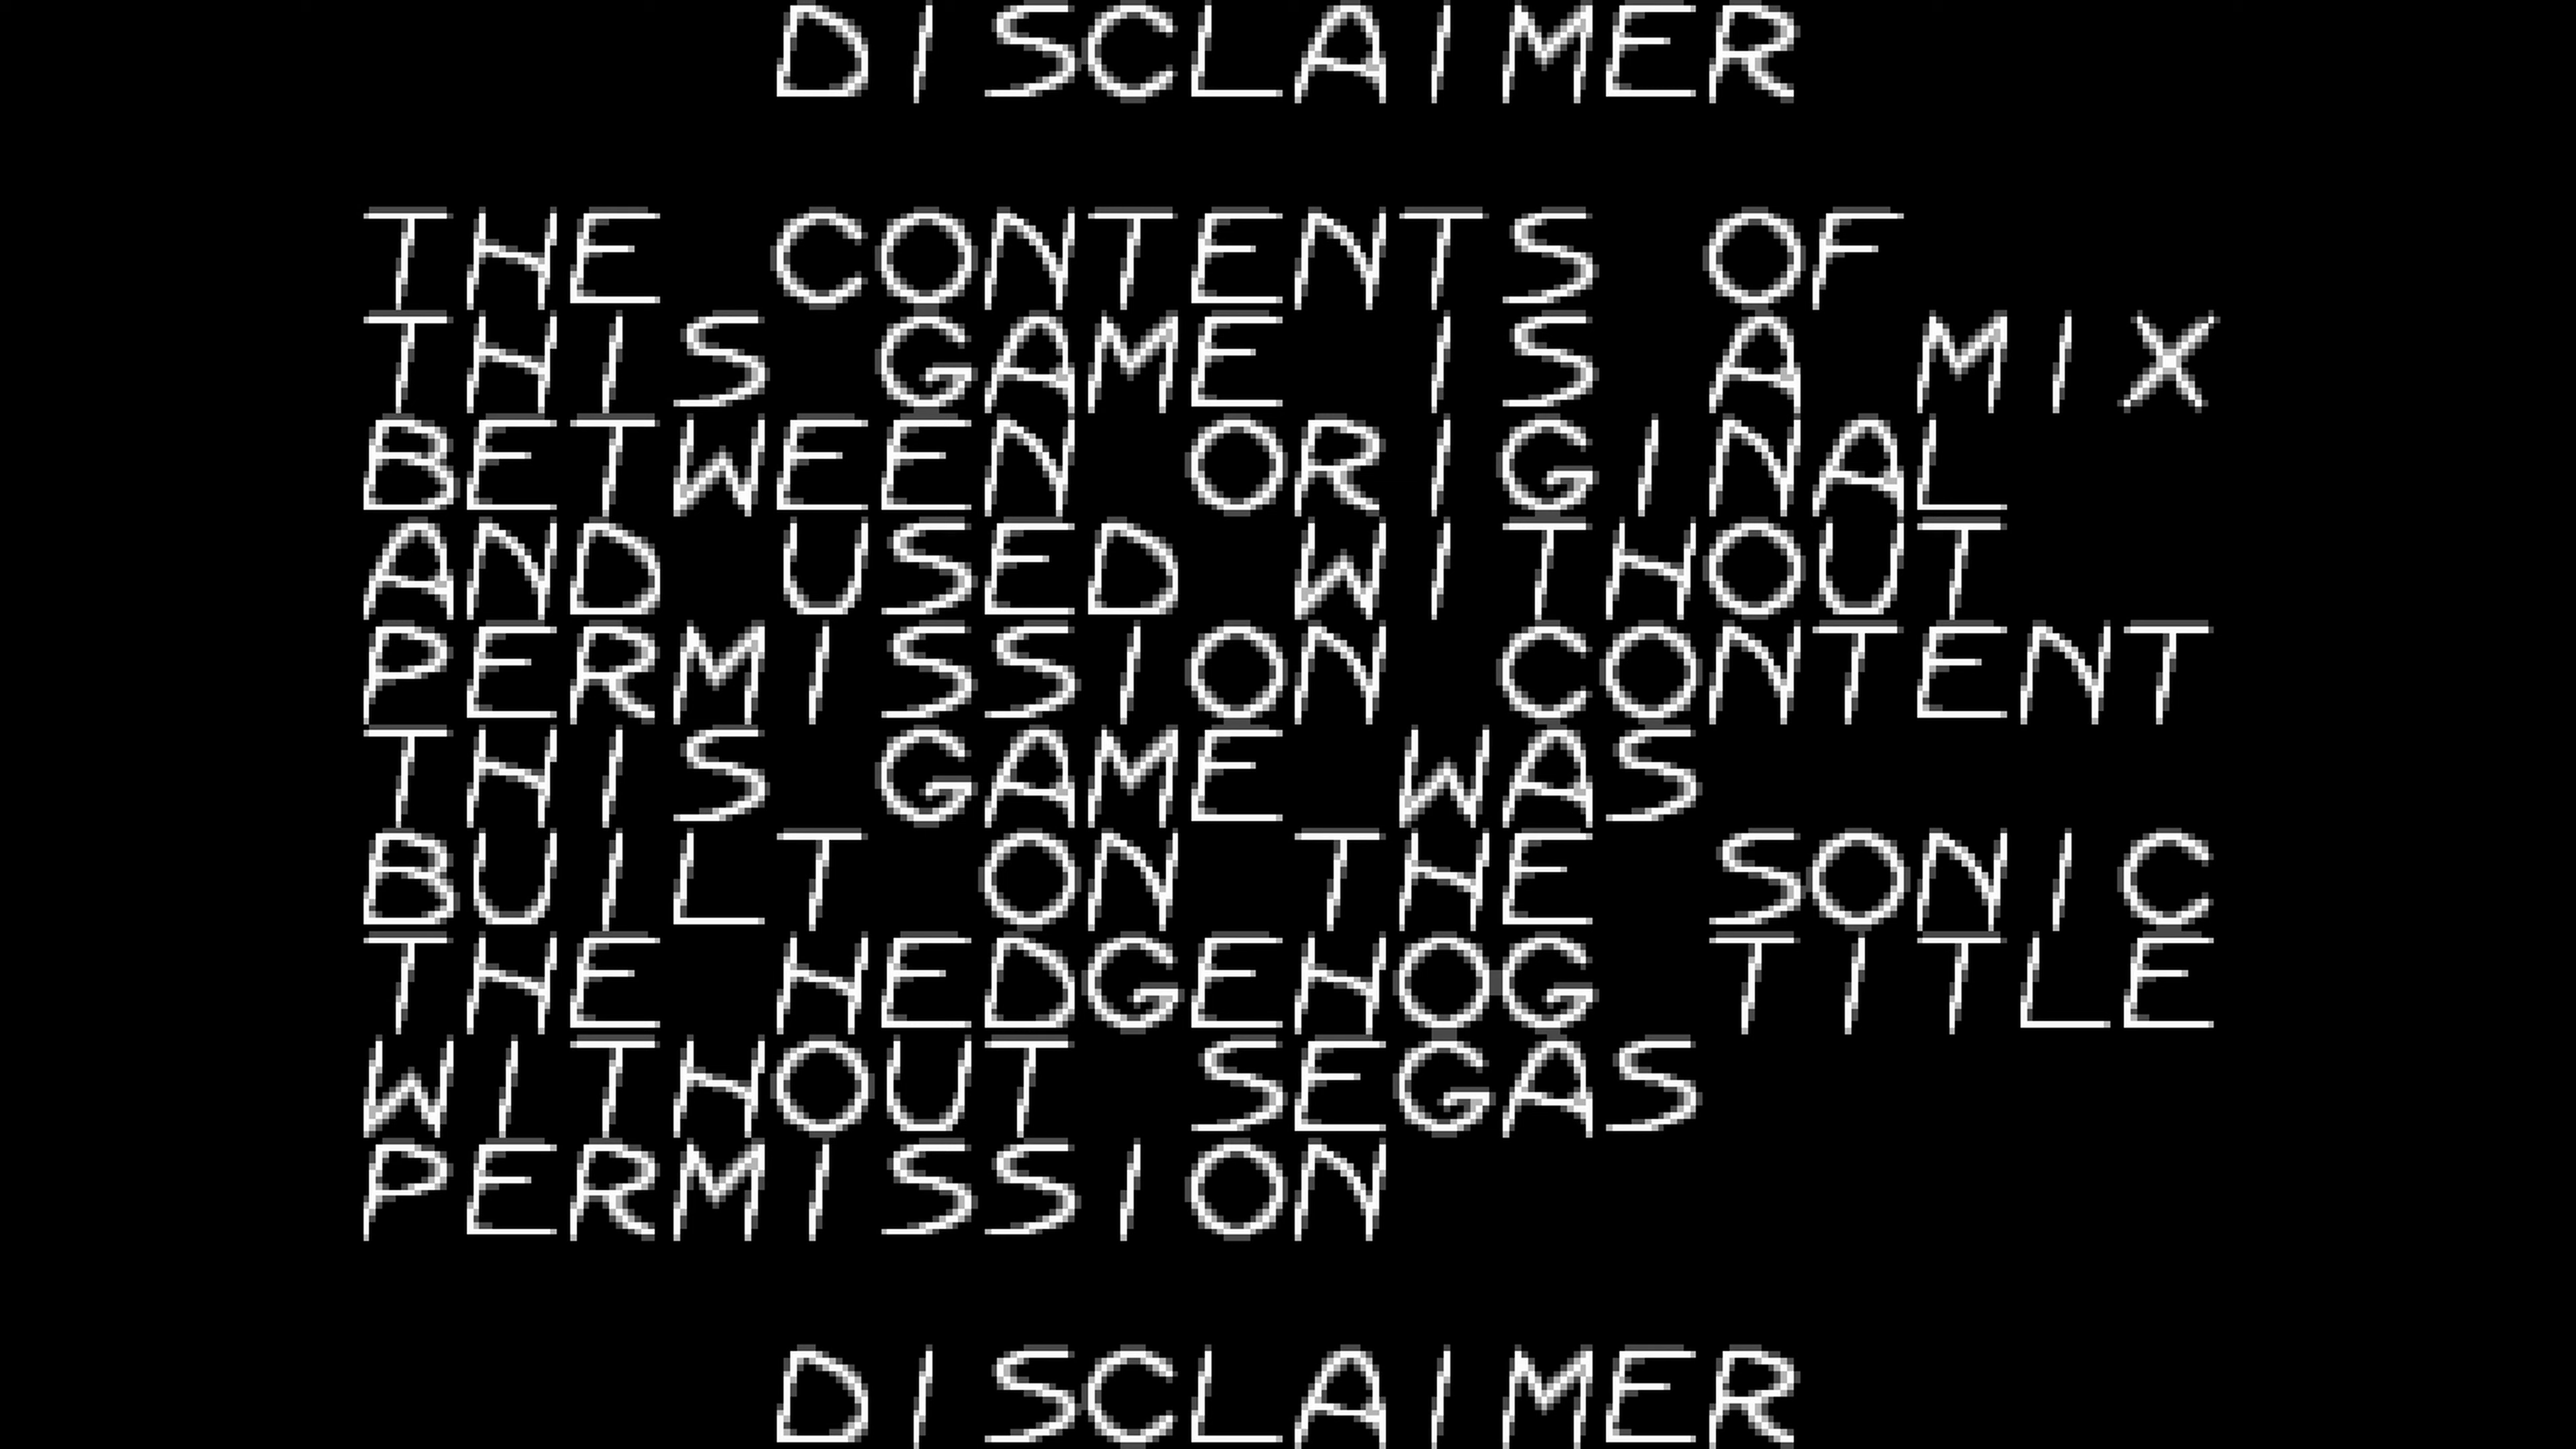 DISCLAIMER
THE CONTENTS OF
THIS GAME IS A MIX
BETWEEN ORIGINAL
AND USED WITHOUT
PERMISSION CONTENT
THIS GAME WAS
BUILT ON THE SONIC
THE HEDGEHOG TITLE
WITHOUT SEGAS
PERMISSION
DISCLAIMER